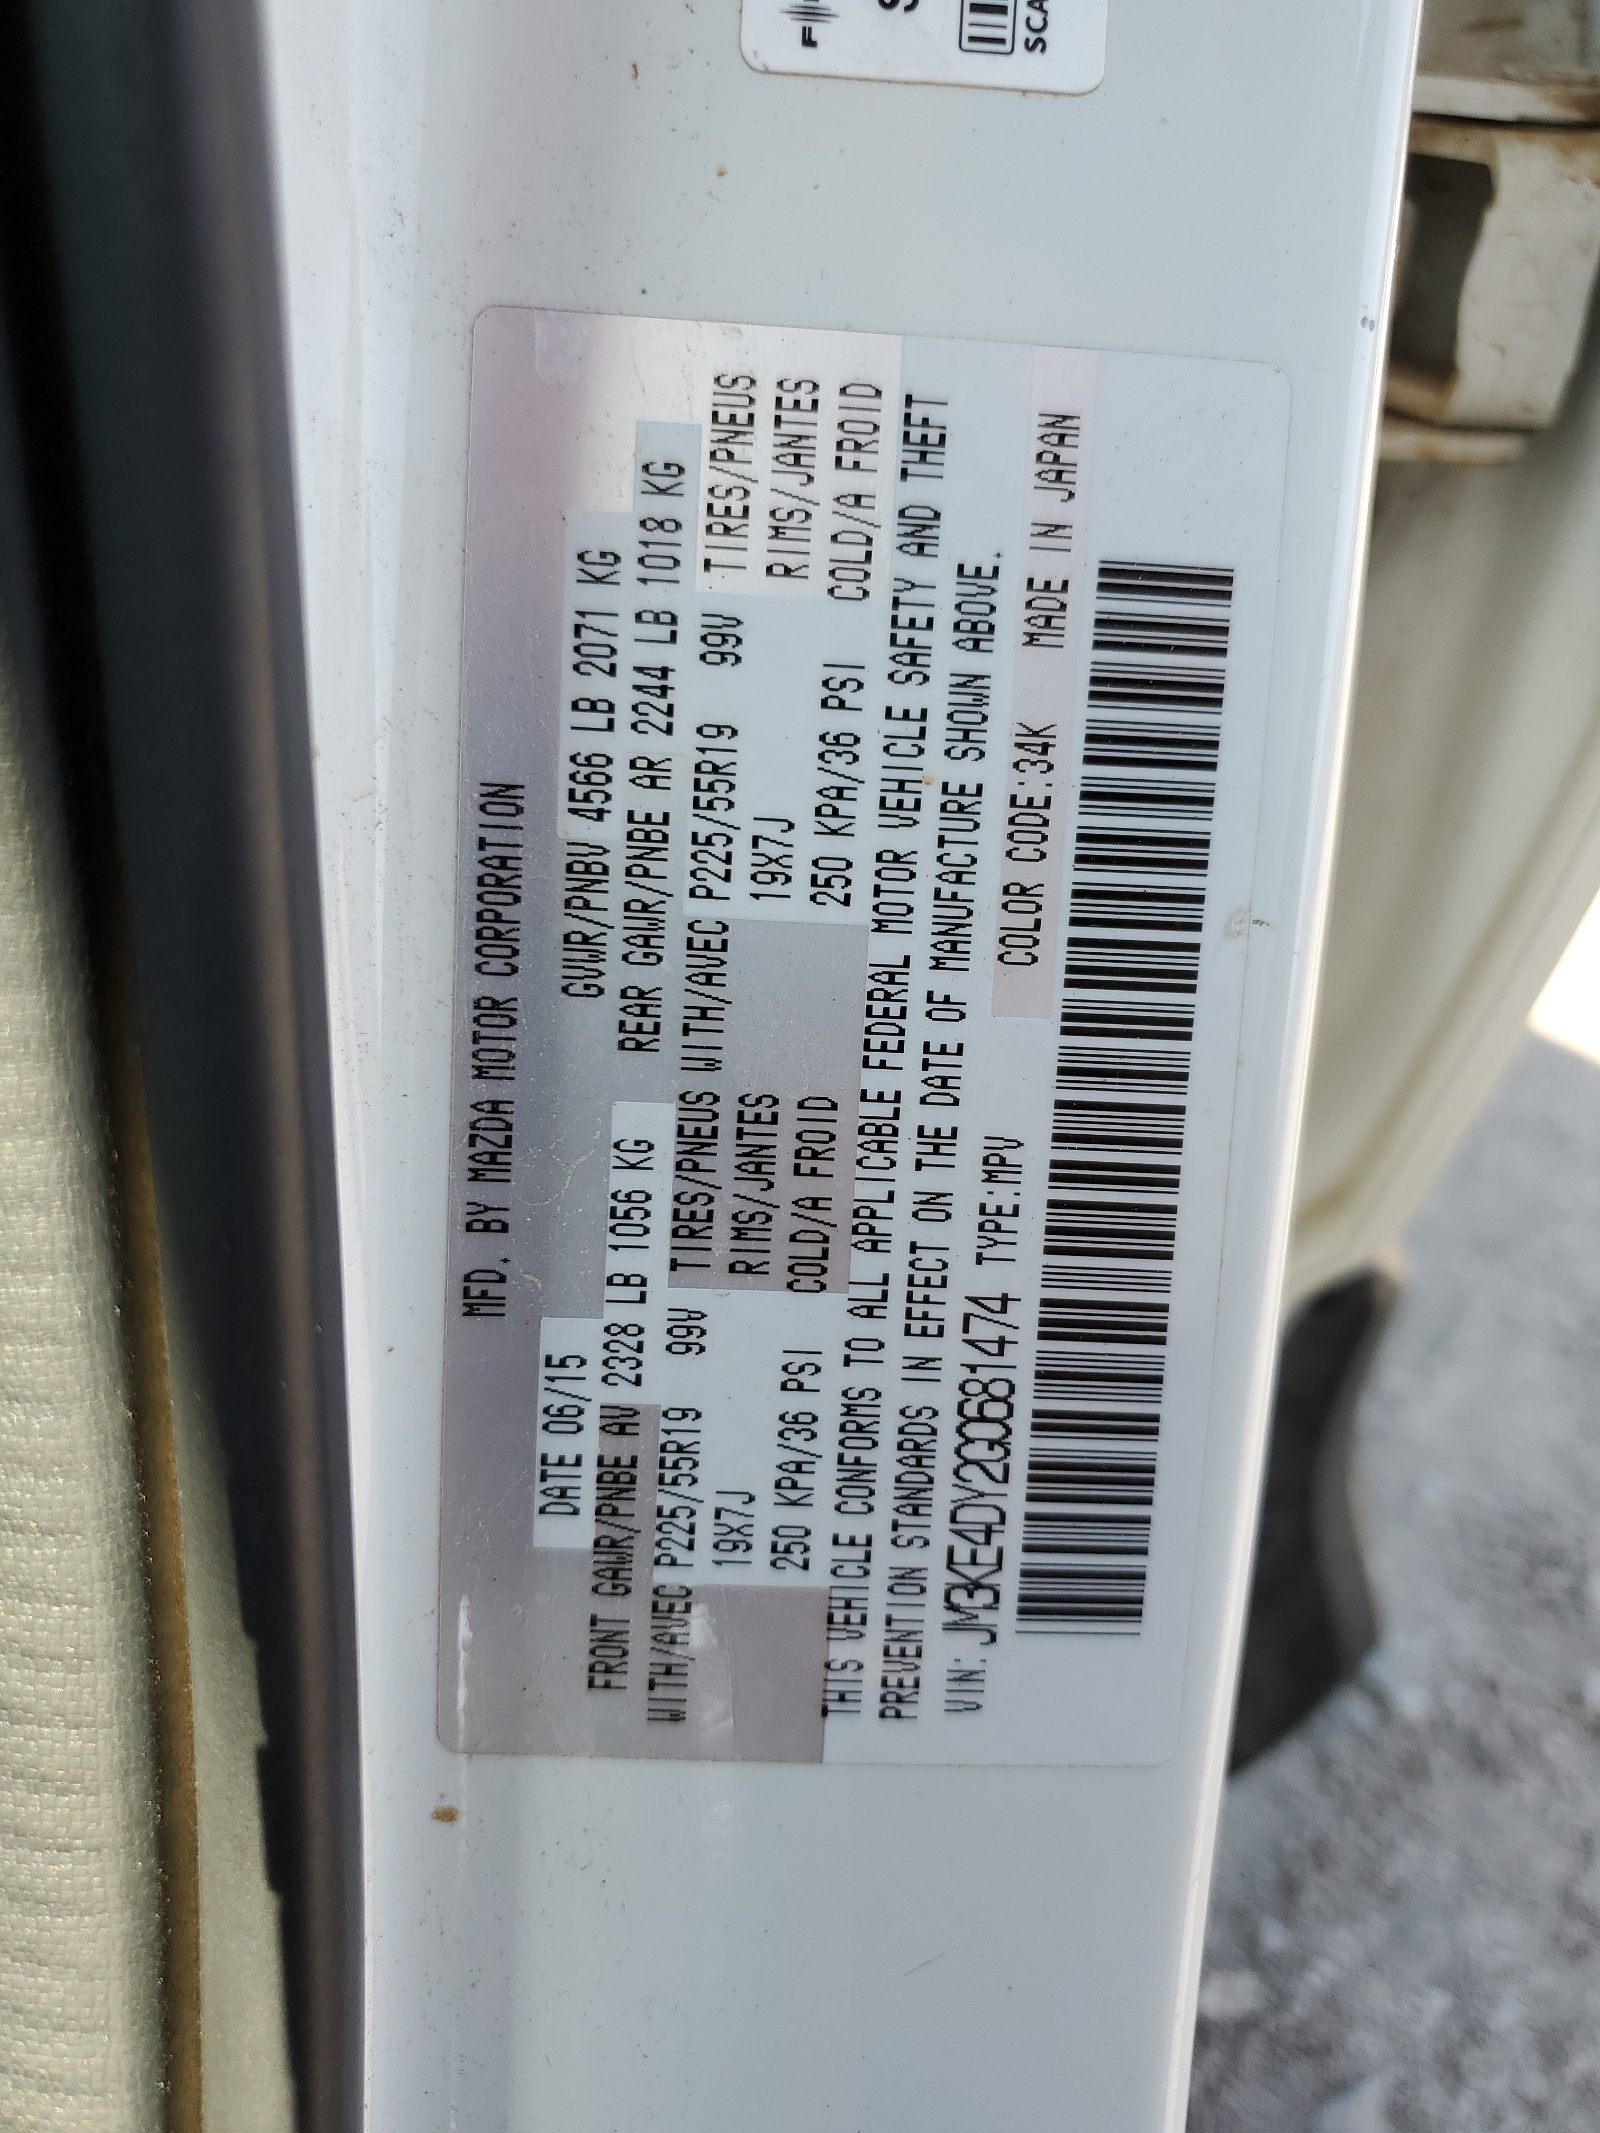 MFD. BY MAZDA MOTOR CORPORATION
DATE 06/15 GVWR/PNBV 4566 LB 2071 KG
FRONT GAWR/PNBE AV 2328 LB 1056 KG REAR GAWR/PNBE AR 2244 LB 1018 KG
WITH/AVEC P225/55R19 99V TIRES/PNEUS WITH/AVEC P225/55R19 99V TIRES/PNEUS
19X7J RIMS/JANTES 19X7J RIMS/JANTES
250 KPA/36 PSI COLD/A FROID 250 KPA/36 PSI COLD/A FROID
THIS VEHICLE CONFORMS TO ALL APPLICABLE FEDERAL MOTOR VEHICLE SAFETY AND THEFT
PREVENTION STANDARDS IN EFFECT ON THE DATE OF MANUFACTURE SHOWN ABOVE.
VIN: JM3KE4DY2G0681474 TYPE:MPV COLOR CODE:34K MADE IN JAPAN